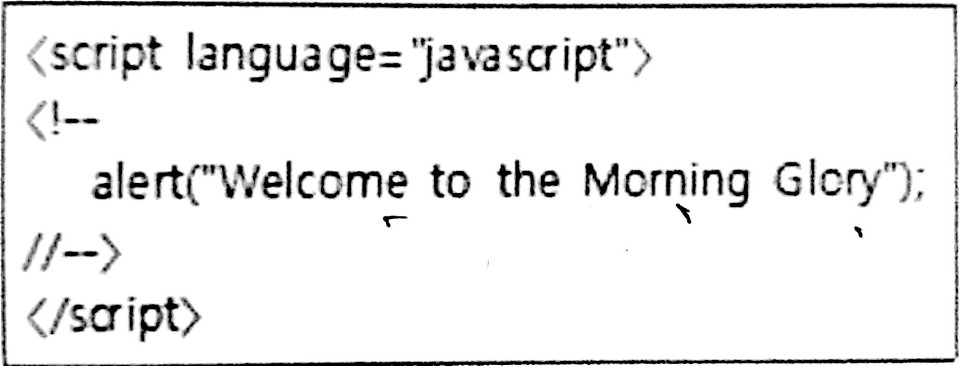 <script language="javascript">
<!--
alert("Welcome to the Morning Glory");
//-->
</script>